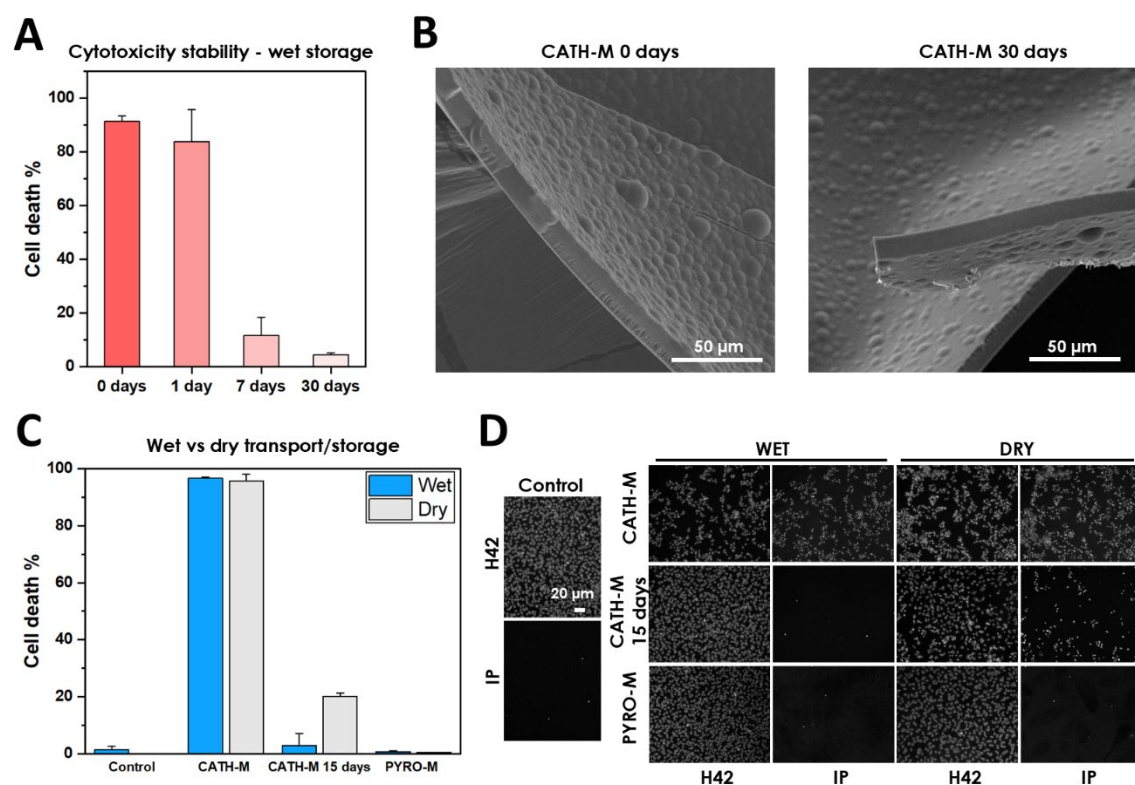 A
Cytotoxicity stability - wet storage
Cell death %
100
80
60
40
20
0
0 days
1 day
7 days
30 days
B
CATH-M 0 days
50 µm
CATH-M 30 days
50 µm
C
Wet vs dry transport/storage
Cell death %
100
80
60
40
20
0
Wet
Dry
Control
CATH-M
CATH-M 15 days
PYRO-M
D
Control
H42
20 µm
IP
WET
DRY
CATH-M
CATH-M
15 days
PYRO-M
H42
IP
H42
IP